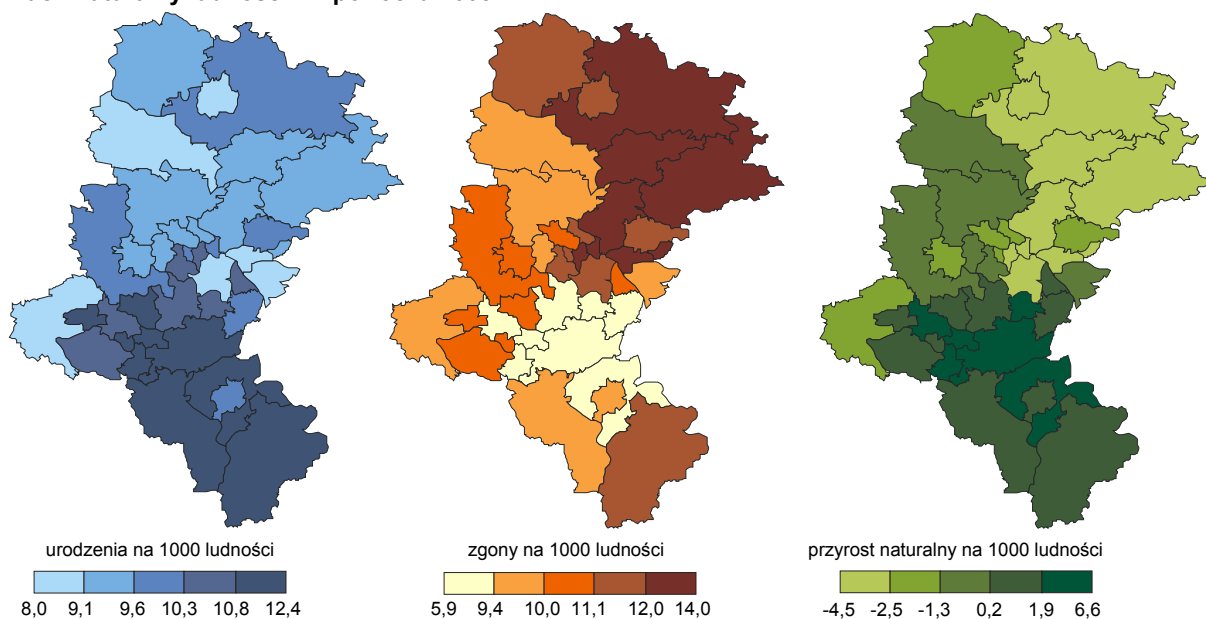 urodzenia na 1000 ludności
8,0 9,1 9,6 10,3 10,8 12,4
zgony na 1000 ludności
5,9 9,4 10,0 11,1 12,0 14,0
przyrost naturalny na 1000 ludności
-4,5 -2,5 -1,3 0,2 1,9 6,6